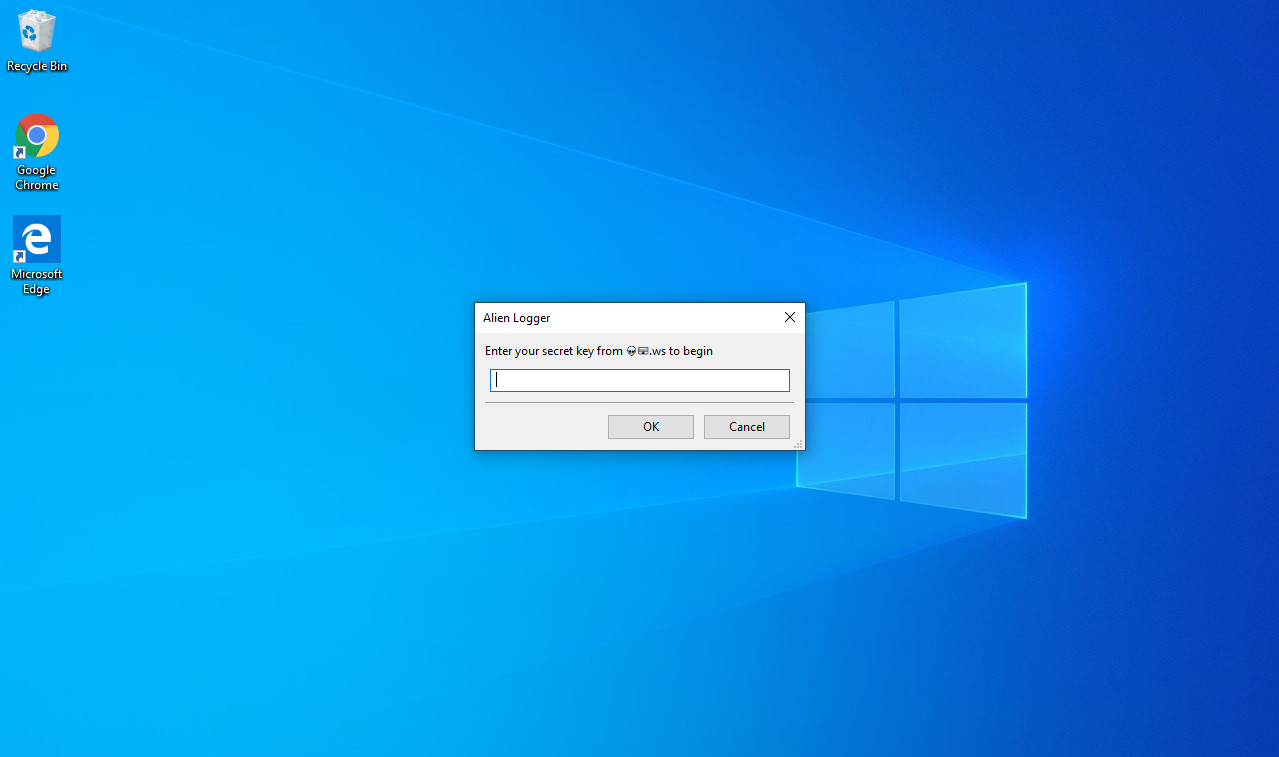 Recycle Bin
Google
Chrome
Microsoft
Edge
Alien Logger
Enter your secret key from 👽⌨.ws to begin
OK
Cancel